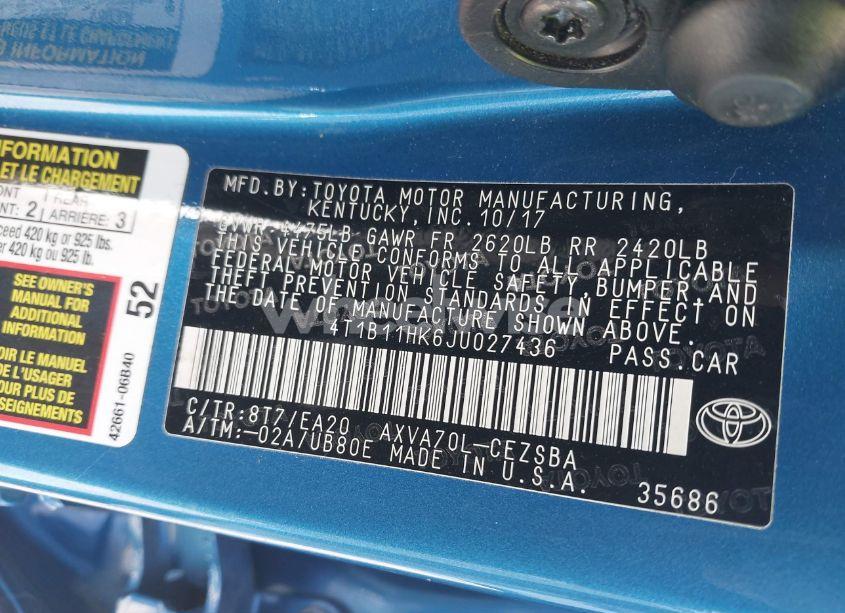 INFORMATION
ET LE CHARGEMENT
2 ARRIÈRE: 3
420 kg or 925 lbs.
420 kg ou 925 lb.
SEE OWNER'S
MANUAL FOR
ADDITIONAL
INFORMATION
LE MANUEL
DE L'USAGER
POUR PLUS DE
52
42661-06B40
MFD.BY:TOYOTA MOTOR MANUFACTURING,
KENTUCKY,INC.10/17
GAWR FR 2620LB RR 2420LB
THIS VEHICLE CONFORMS TO ALL APPLICABLE
FEDERAL MOTOR VEHICLE SAFETY, BUMPER,AND
THEFT PREVENTION STANDARDS IN EFFECT ON
THE DATE OF MANUFACTURE SHOWN ABOVE.
4T1B11HK6JU027436 PASS.CAR
C/TR:8T7/EA20 AXVA70L-CEZSBA
A/TM:-02A/UB80E MADE IN U.S.A.
35686